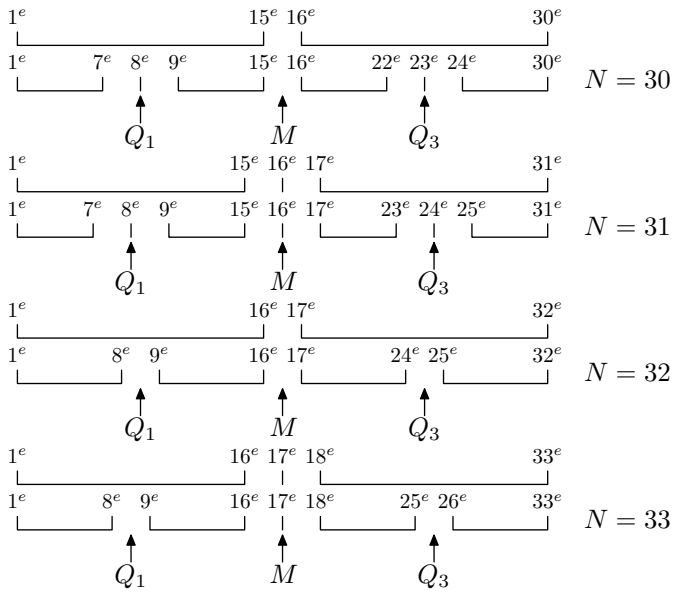 1ᵉ 15ᵉ 16ᵉ 30ᵉ
1ᵉ 7ᵉ 8ᵉ 9ᵉ 15ᵉ 16ᵉ 22ᵉ 23ᵉ 24ᵉ 30ᵉ N = 30
Q₁ M Q₃
1ᵉ 15ᵉ 16ᵉ 17ᵉ 31ᵉ
1ᵉ 7ᵉ 8ᵉ 9ᵉ 15ᵉ 16ᵉ 17ᵉ 23ᵉ 24ᵉ 25ᵉ 31ᵉ N = 31
Q₁ M Q₃
1ᵉ 16ᵉ 17ᵉ 32ᵉ
1ᵉ 8ᵉ 9ᵉ 16ᵉ 17ᵉ 24ᵉ 25ᵉ 32ᵉ N = 32
Q₁ M Q₃
1ᵉ 16ᵉ 17ᵉ 18ᵉ 33ᵉ
1ᵉ 8ᵉ 9ᵉ 16ᵉ 17ᵉ 18ᵉ 25ᵉ 26ᵉ 33ᵉ N = 33
Q₁ M Q₃